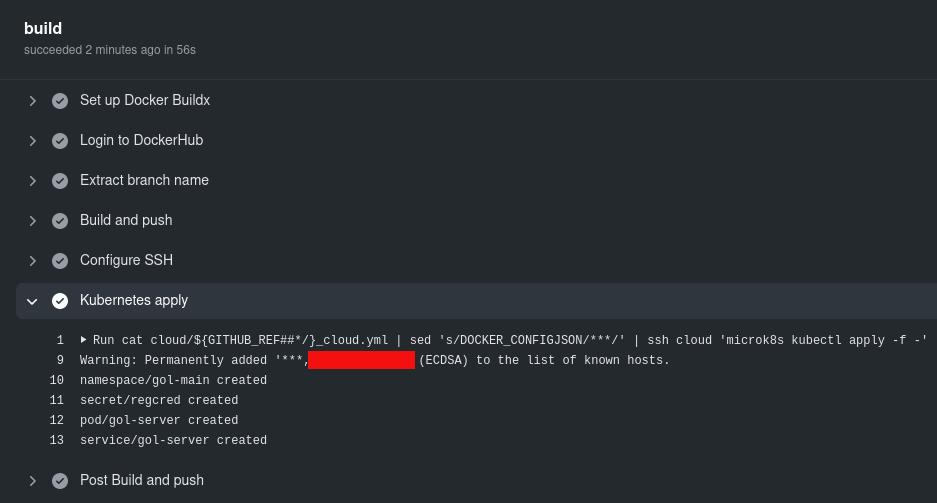 build
succeeded 2 minutes ago in 56s
Set up Docker Buildx
Login to DockerHub
Extract branch name
Build and push
Configure SSH
Kubernetes apply
1 Run cat cloud/${GITHUB_REF##*/}_cloud.yml | sed 's/DOCKER_CONFIGJSON/***/' | ssh cloud 'microk8s kubectl apply -f -'
9 Warning: Permanently added '***, (ECDSA) to the list of known hosts.
10 namespace/gol-main created
11 secret/regcred created
12 pod/gol-server created
13 service/gol-server created
Post Build and push